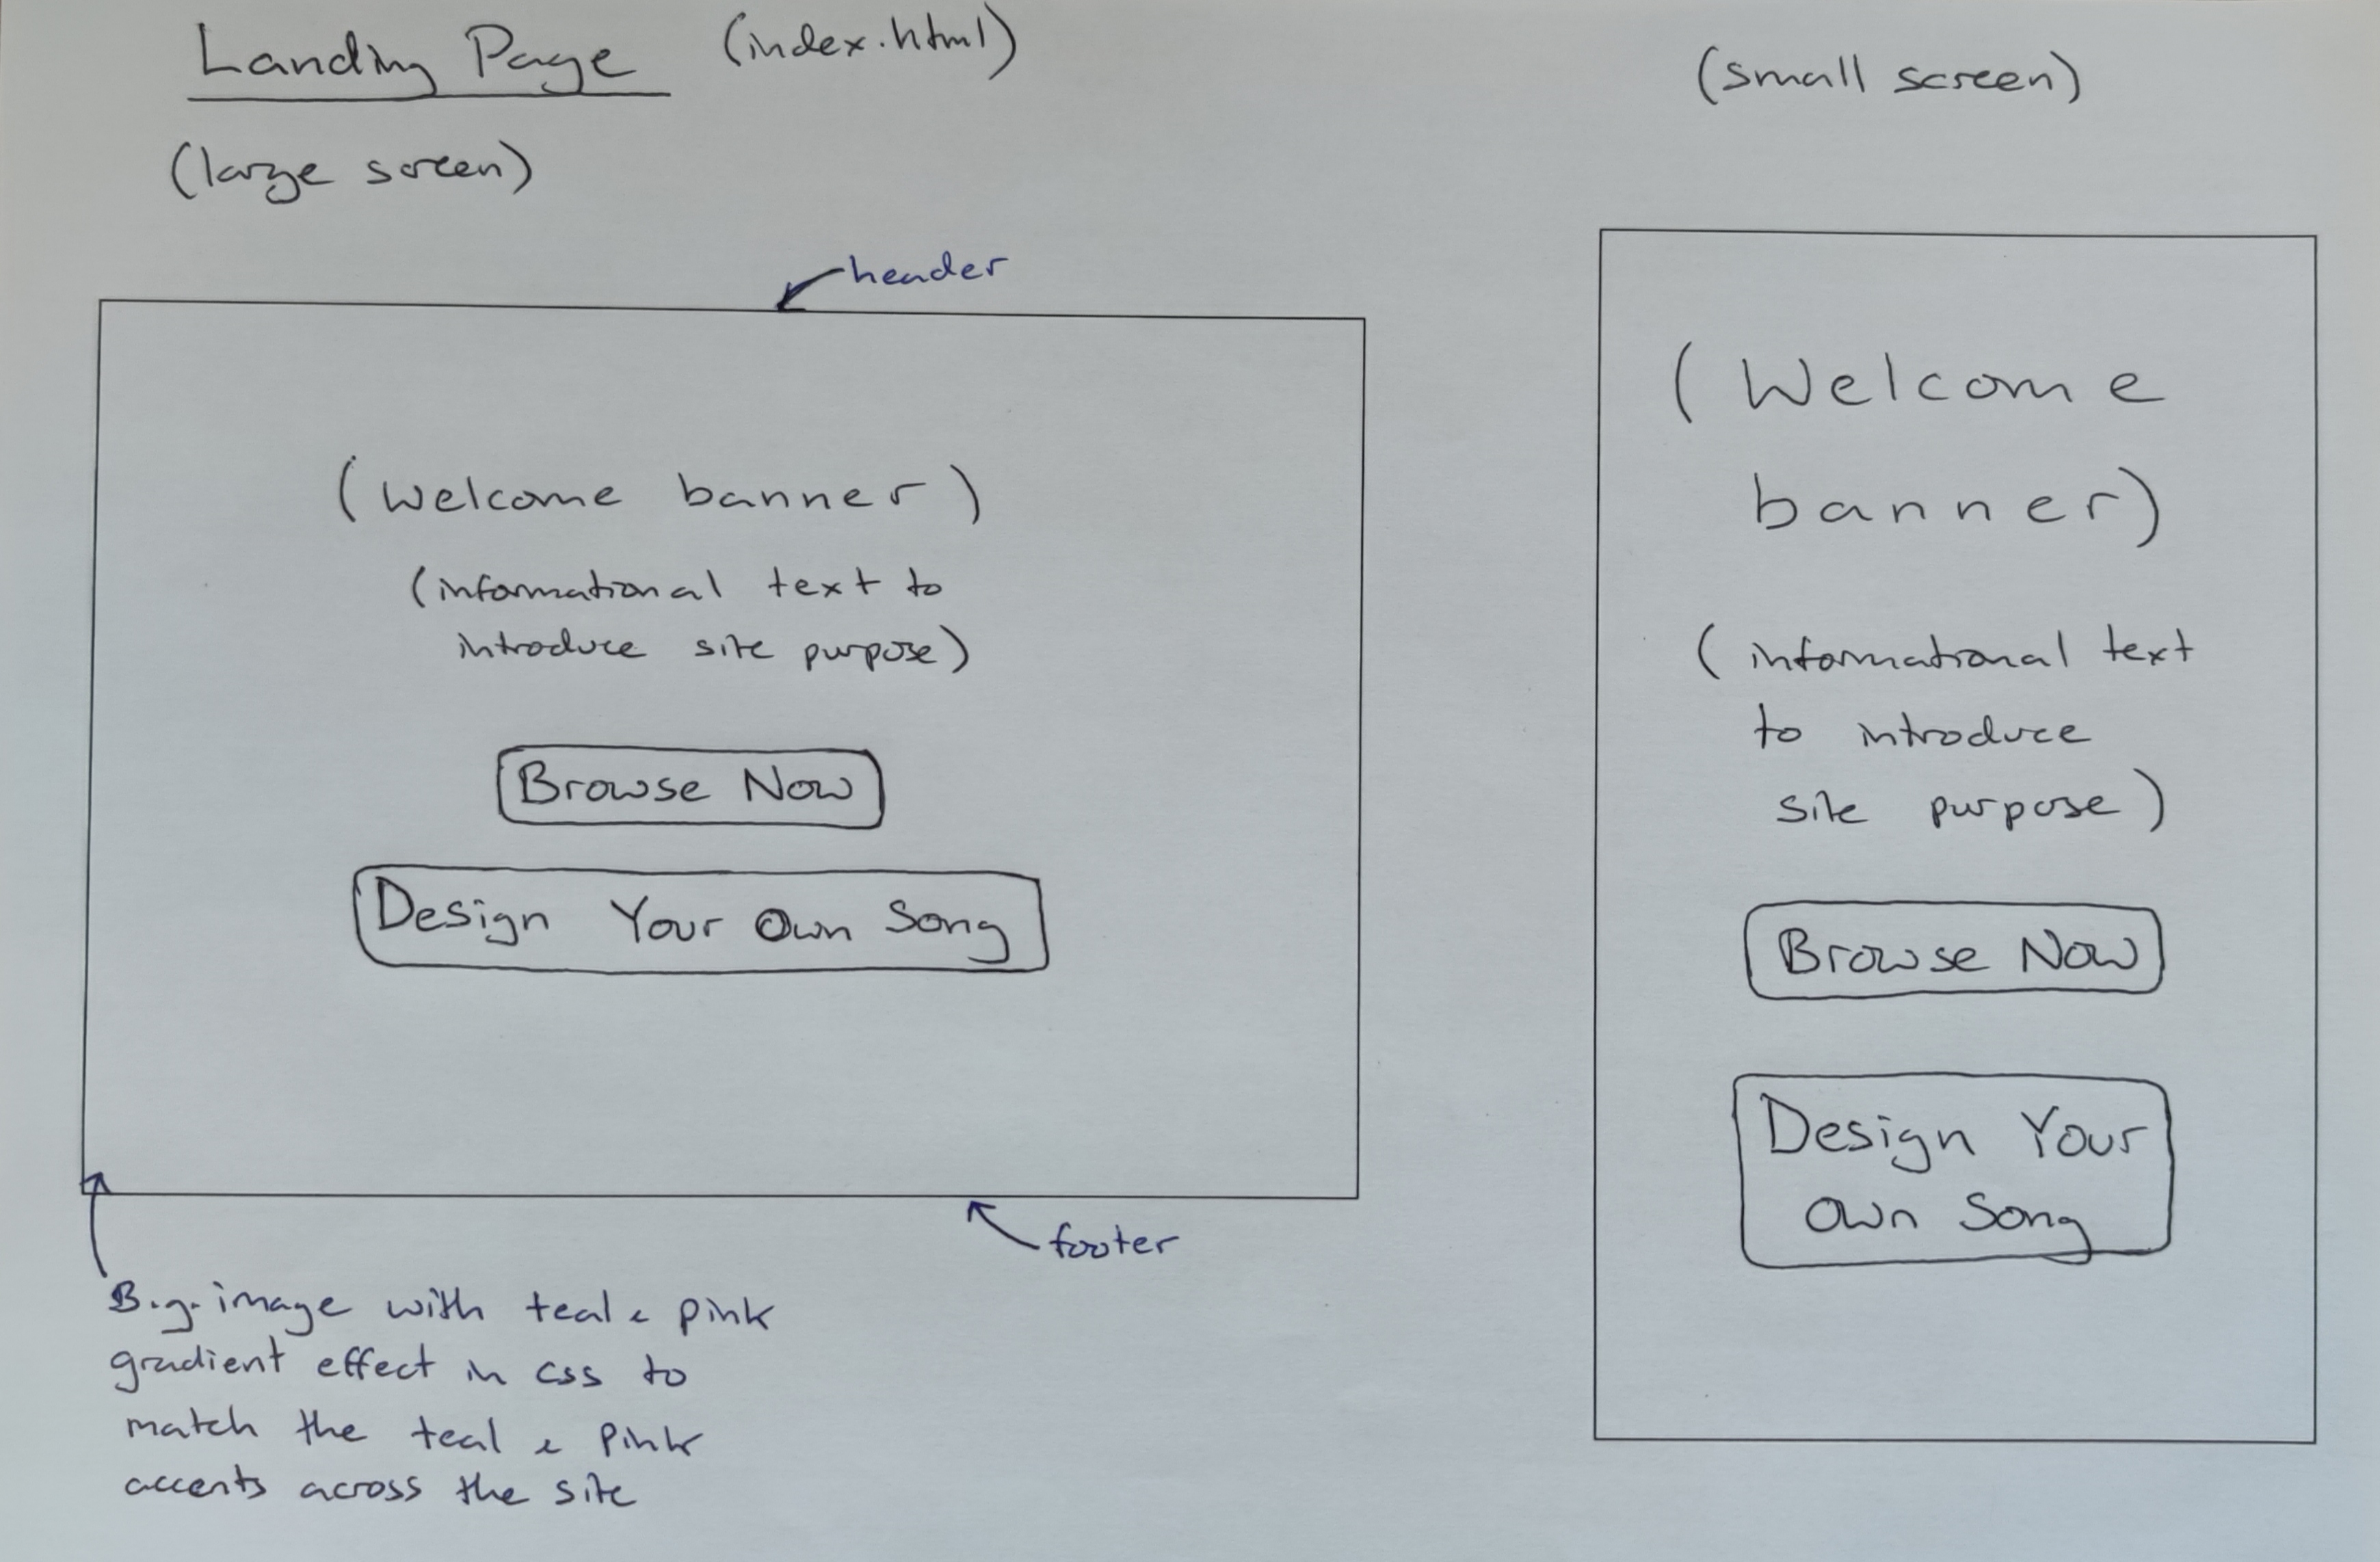 Landing Page (index.html)
(large screen)
header
(Welcome banner)
(informational text to
introduce site purpose)
Browse Now
Design Your Own Song
footer
B.g. image with teal & pink
gradient effect in css to
match the teal & pink
accents across the site
(small screen)
(Welcome
banner)
(informational text
to introduce
site purpose)
Browse Now
Design Your
Own Song